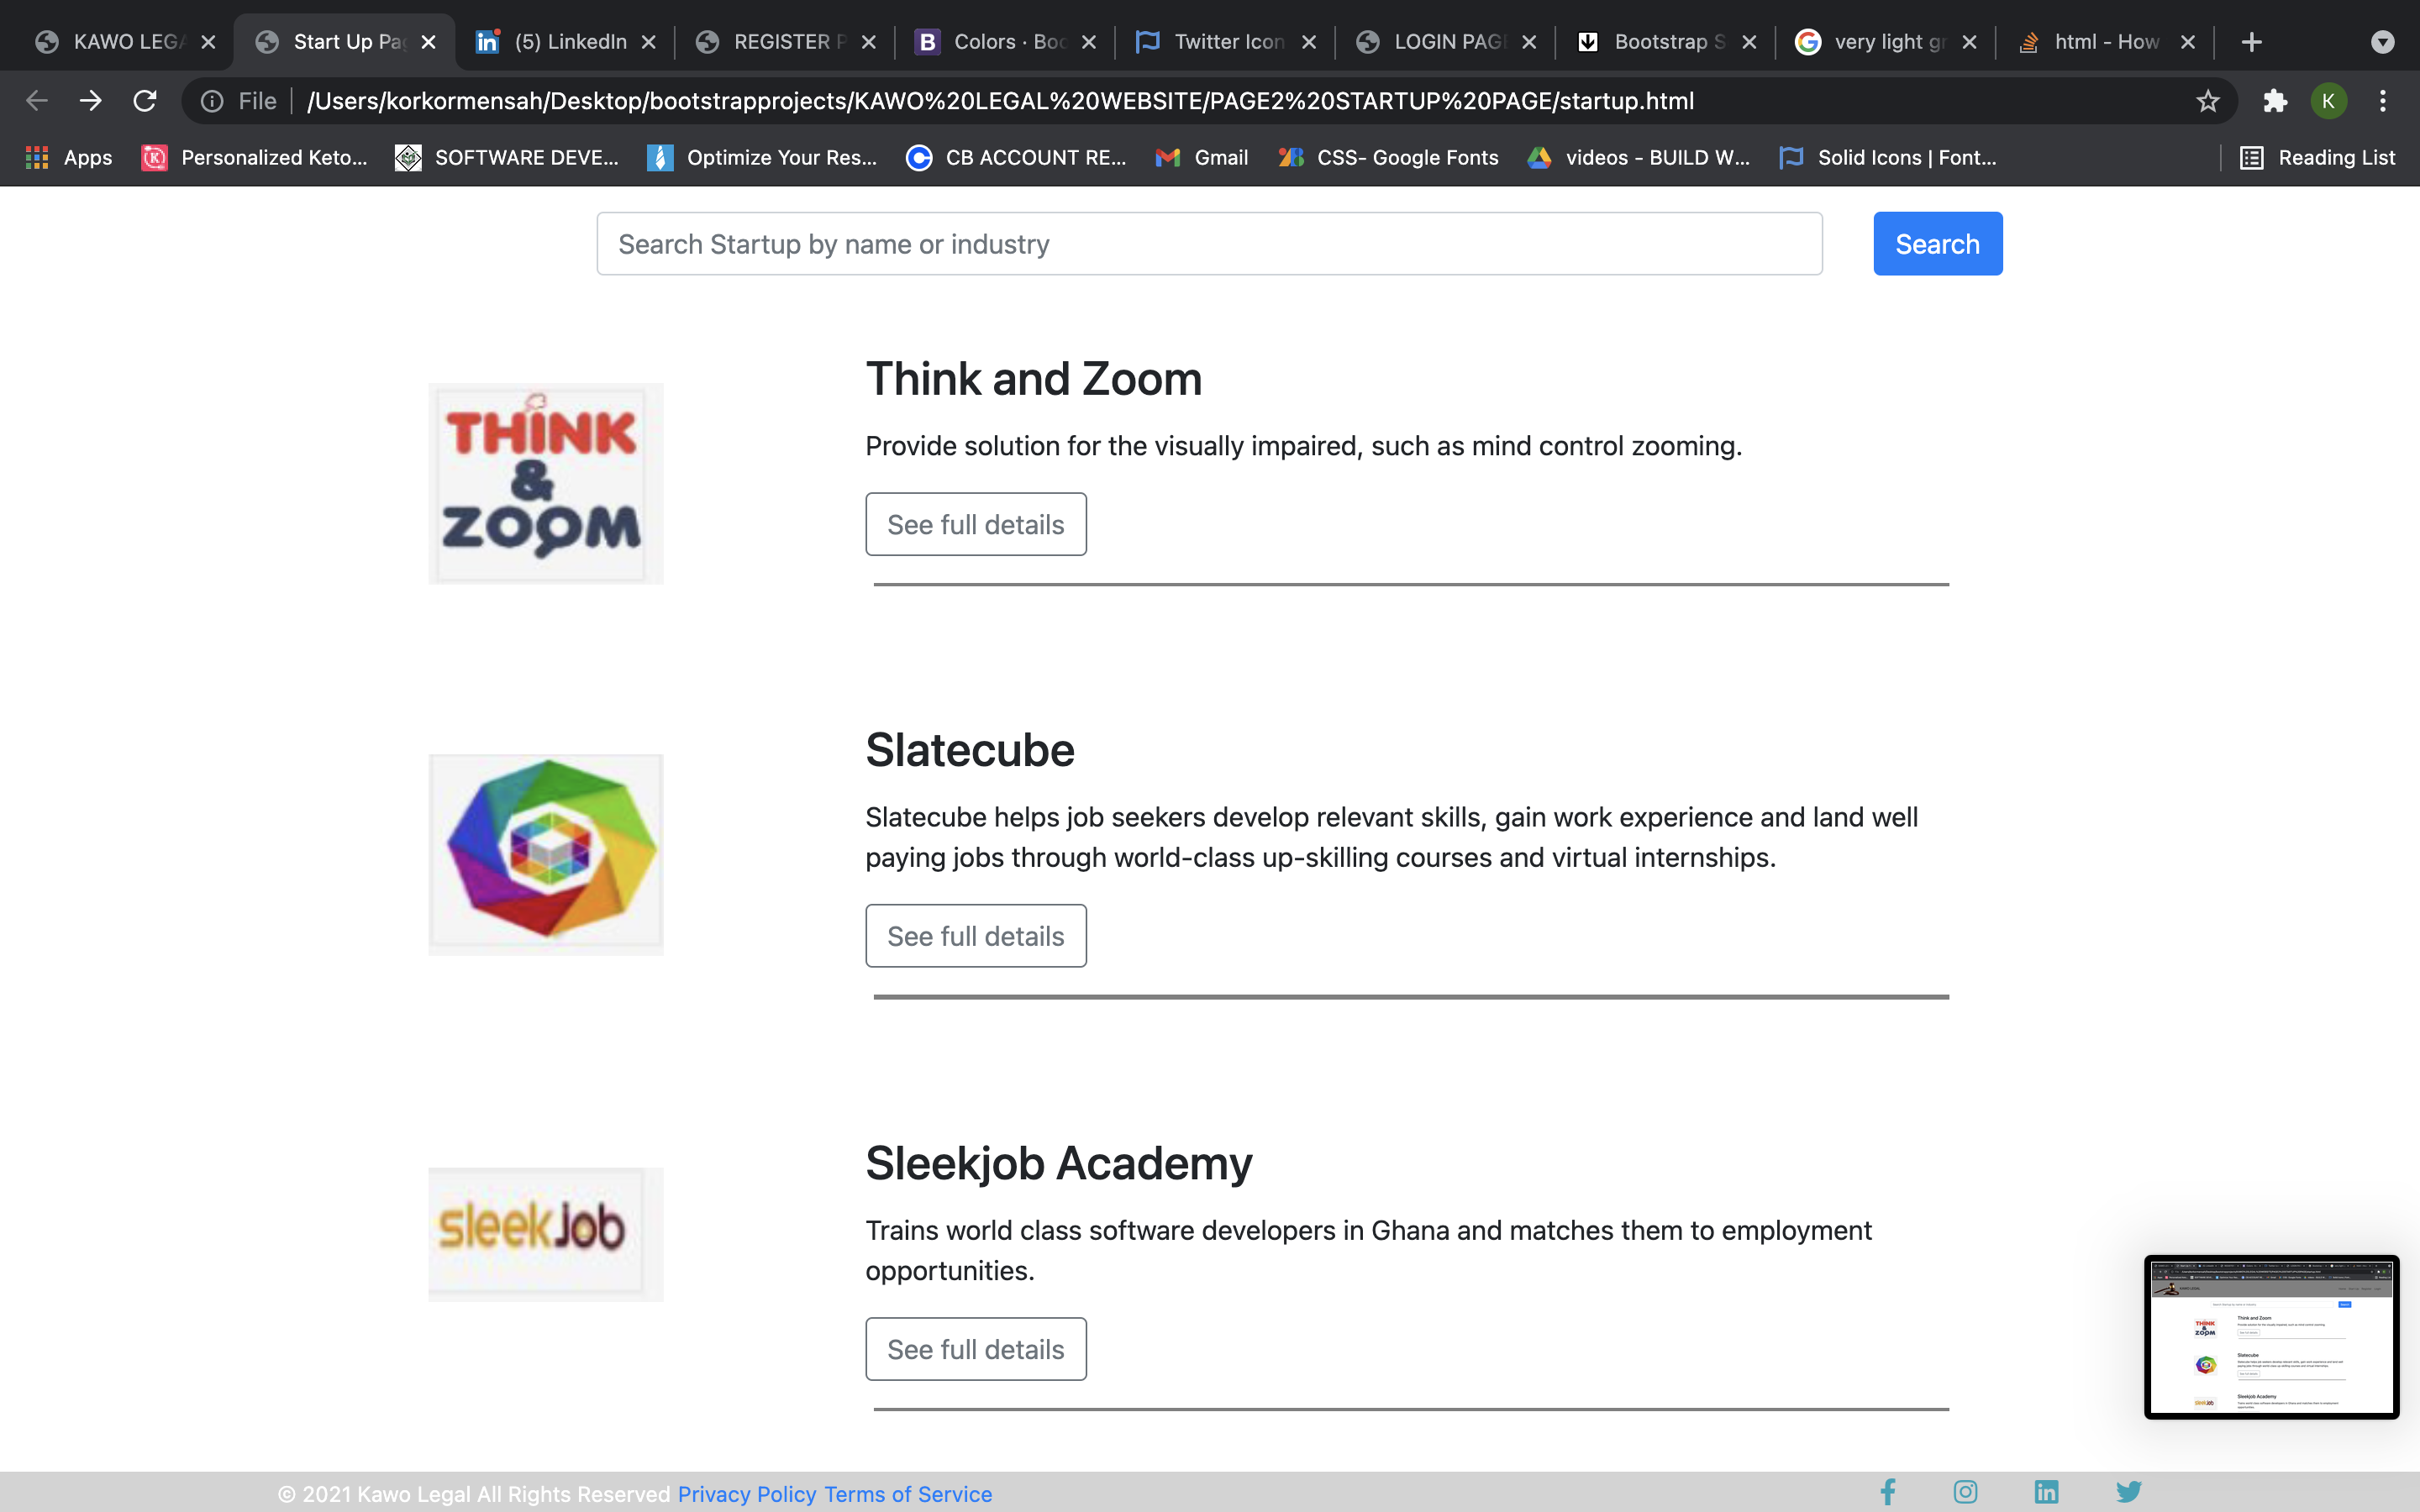 KAWO LEGA
Start Up Pag
(5) LinkedIn
REGISTER P
Colors · Boo
Twitter Icon
LOGIN PAGE
Bootstrap S
very light gr
html - How
File
/Users/korkormensah/Desktop/bootstrapprojects/KAWO%20LEGAL%20WEBSITE/PAGE2%20STARTUP%20PAGE/startup.html
K
Apps
Personalized Keto...
SOFTWARE DEVE...
Optimize Your Res...
CB ACCOUNT RE...
Gmail
CSS- Google Fonts
videos - BUILD W...
Solid Icons | Font...
Reading List
Search Startup by name or industry
Search
THINK
&
ZOOM
Think and Zoom
Provide solution for the visually impaired, such as mind control zooming.
See full details
Slatecube
Slatecube helps job seekers develop relevant skills, gain work experience and land well
paying jobs through world-class up-skilling courses and virtual internships.
See full details
sleekjob
Sleekjob Academy
Trains world class software developers in Ghana and matches them to employment
opportunities.
See full details
© 2021 Kawo Legal All Rights Reserved Privacy Policy Terms of Service